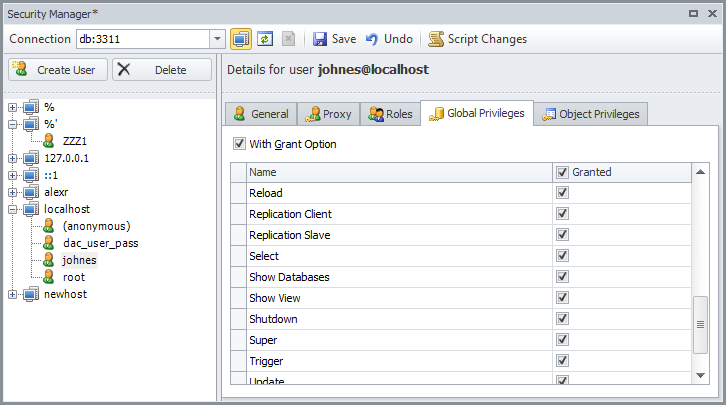 Security Manager*
Connection db:3311 Save Undo Script Changes
Create User Delete
%
%'
ZZZ1
127.0.0.1
::1
alexr
localhost
(anonymous)
dac_user_pass
johnes
root
newhost
Details for user johnes@localhost
General Proxy Roles Global Privileges Object Privileges
With Grant Option
Name Granted
Reload
Replication Client
Replication Slave
Select
Show Databases
Show View
Shutdown
Super
Trigger
Update